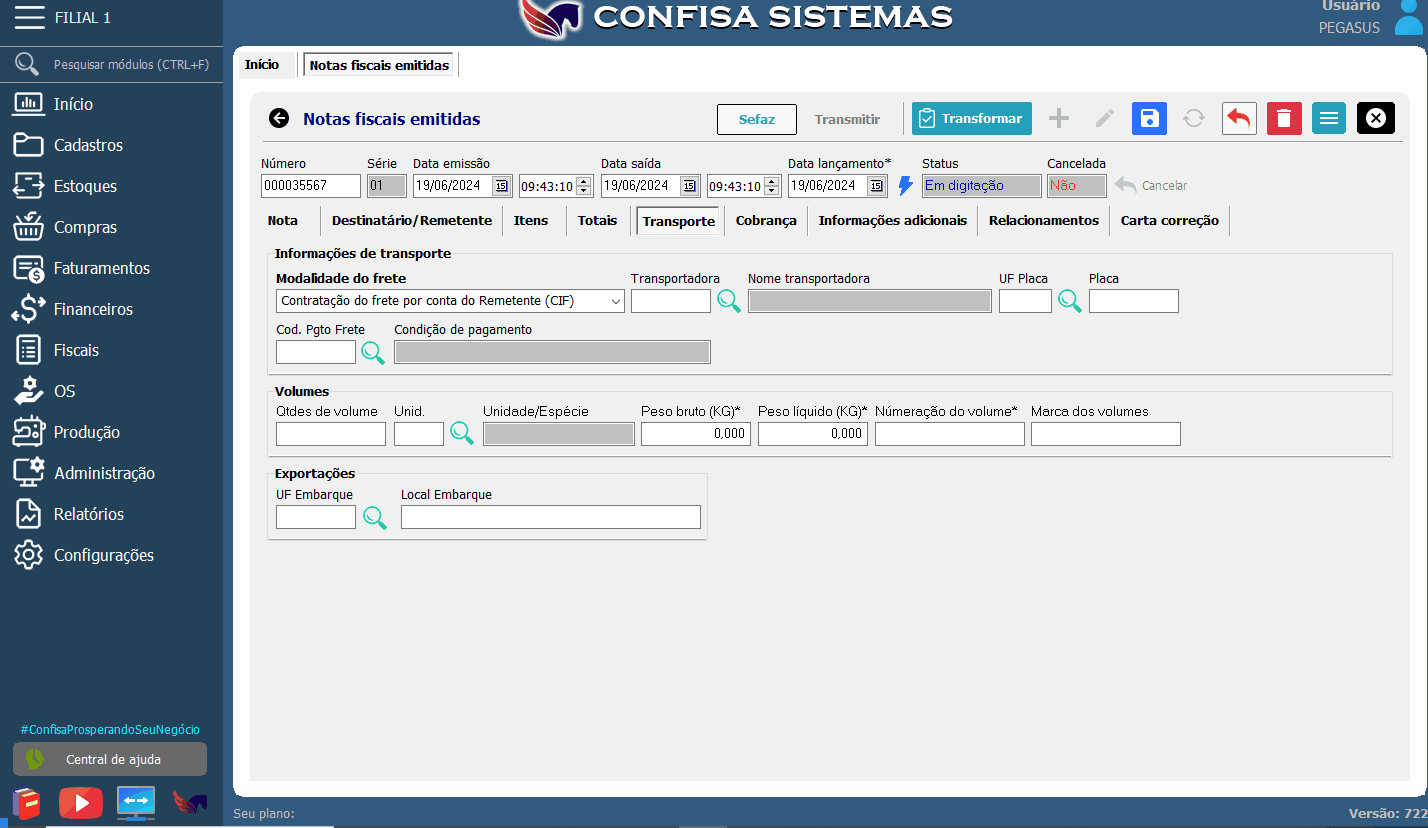 FILIAL 1
CONFISA SISTEMAS
Usuário
PEGASUS
Pesquisar módulos (CTRL+F)
Início
Cadastros
Estoques
Compras
Faturamentos
Financeiros
Fiscais
OS
Produção
Administração
Relatórios
Configurações
#ConfisaProsperandoSeuNegócio
Central de ajuda
Início
Notas fiscais emitidas
Notas fiscais emitidas
Sefaz
Transmitir
Transformar
Número Série Data emissão Data saída Data lançamento* Status Cancelada
000035567 01 19/06/2024 15 09:43:10 19/06/2024 15 09:43:10 19/06/2024 15 Em digitação Não Cancelar
Nota Destinatário/Remetente Itens Totais Transporte Cobrança Informações adicionais Relacionamentos Carta correção
Informações de transporte
Modalidade do frete Transportadora Nome transportadora UF Placa Placa
Contratação do frete por conta do Remetente (CIF)
Cod. Pgto Frete Condição de pagamento
Volumes
Qtdes de volume Unid. Unidade/Espécie Peso bruto (KG)* Peso líquido (KG)* Númeração do volume* Marca dos volumes
0,000 0,000
Exportações
UF Embarque Local Embarque
Seu plano:
Versão: 722